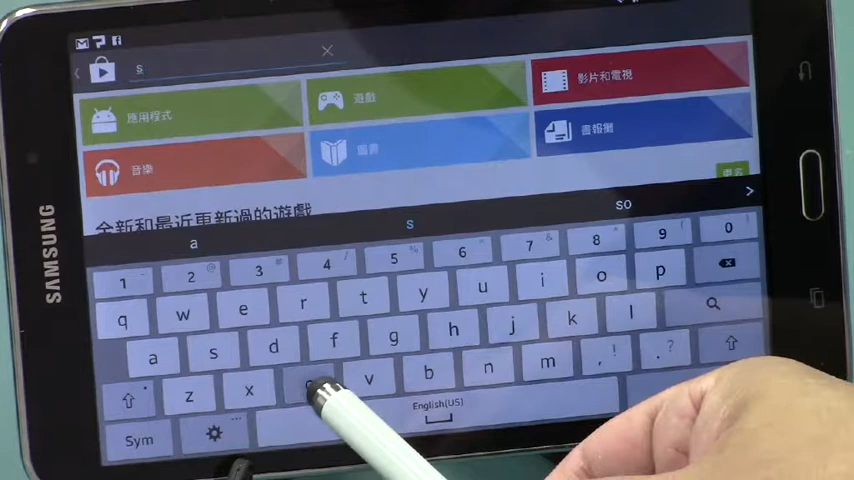 s
應用程式
遊戲
影片和電視
音樂
圖書
書報攤
更多
全新和最近更新過的遊戲
a s so
1 2 @ 3 # 4 / 5 % 6 ^ 7 & 8 * 9 ( 0 )
q w e r t y u i o p
a s d f g h j k l
z x v b n m , ! . ?
Sym
English(US)
SAMSUNG